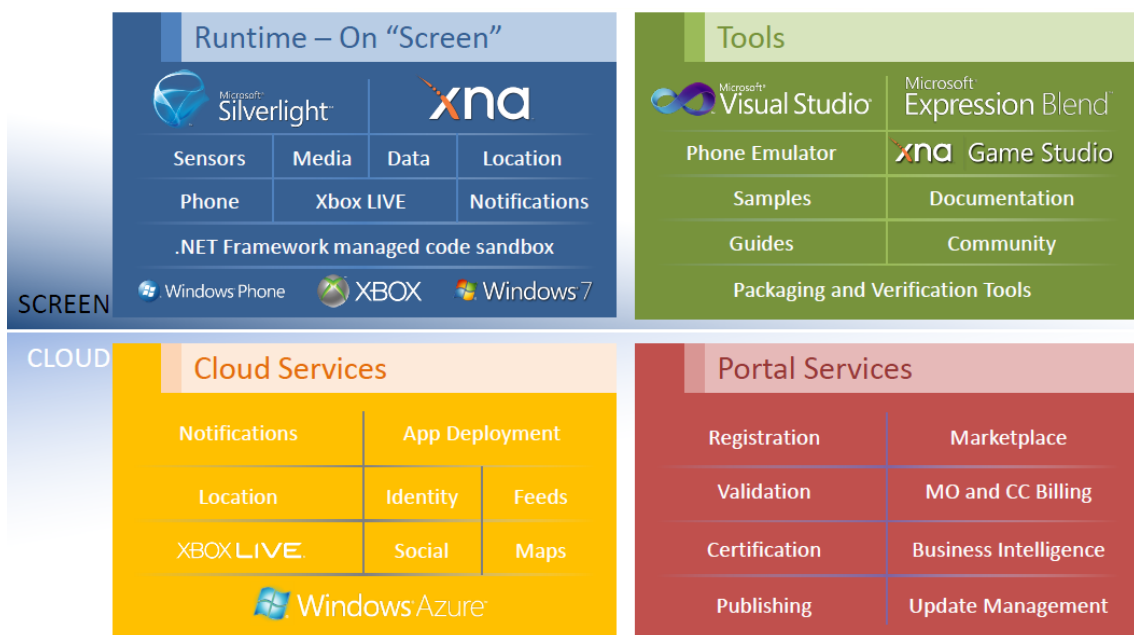 Runtime – On “Screen”
Microsoft®
Silverlight™
xna
Sensors Media Data Location
Phone Xbox LIVE Notifications
.NET Framework managed code sandbox
Windows Phone XBOX Windows 7
SCREEN
Tools
Microsoft®
Visual Studio®
Microsoft®
Expression Blend™
Phone Emulator xna Game Studio
Samples Documentation
Guides Community
Packaging and Verification Tools
CLOUD
Cloud Services
Notifications App Deployment
Location Identity Feeds
XBOX LIVE Social Maps
Windows Azure™
Portal Services
Registration Marketplace
Validation MO and CC Billing
Certification Business Intelligence
Publishing Update Management